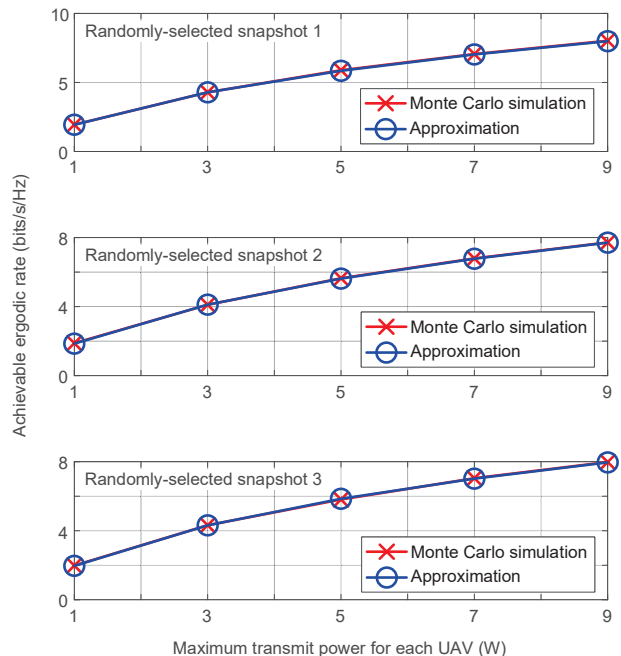 Achievable ergodic rate (bits/s/Hz)
10
5
0
Randomly-selected snapshot 1
Monte Carlo simulation
Approximation
1 3 5 7 9
8
4
0
Randomly-selected snapshot 2
Monte Carlo simulation
Approximation
1 3 5 7 9
8
4
0
Randomly-selected snapshot 3
Monte Carlo simulation
Approximation
1 3 5 7 9
Maximum transmit power for each UAV (W)